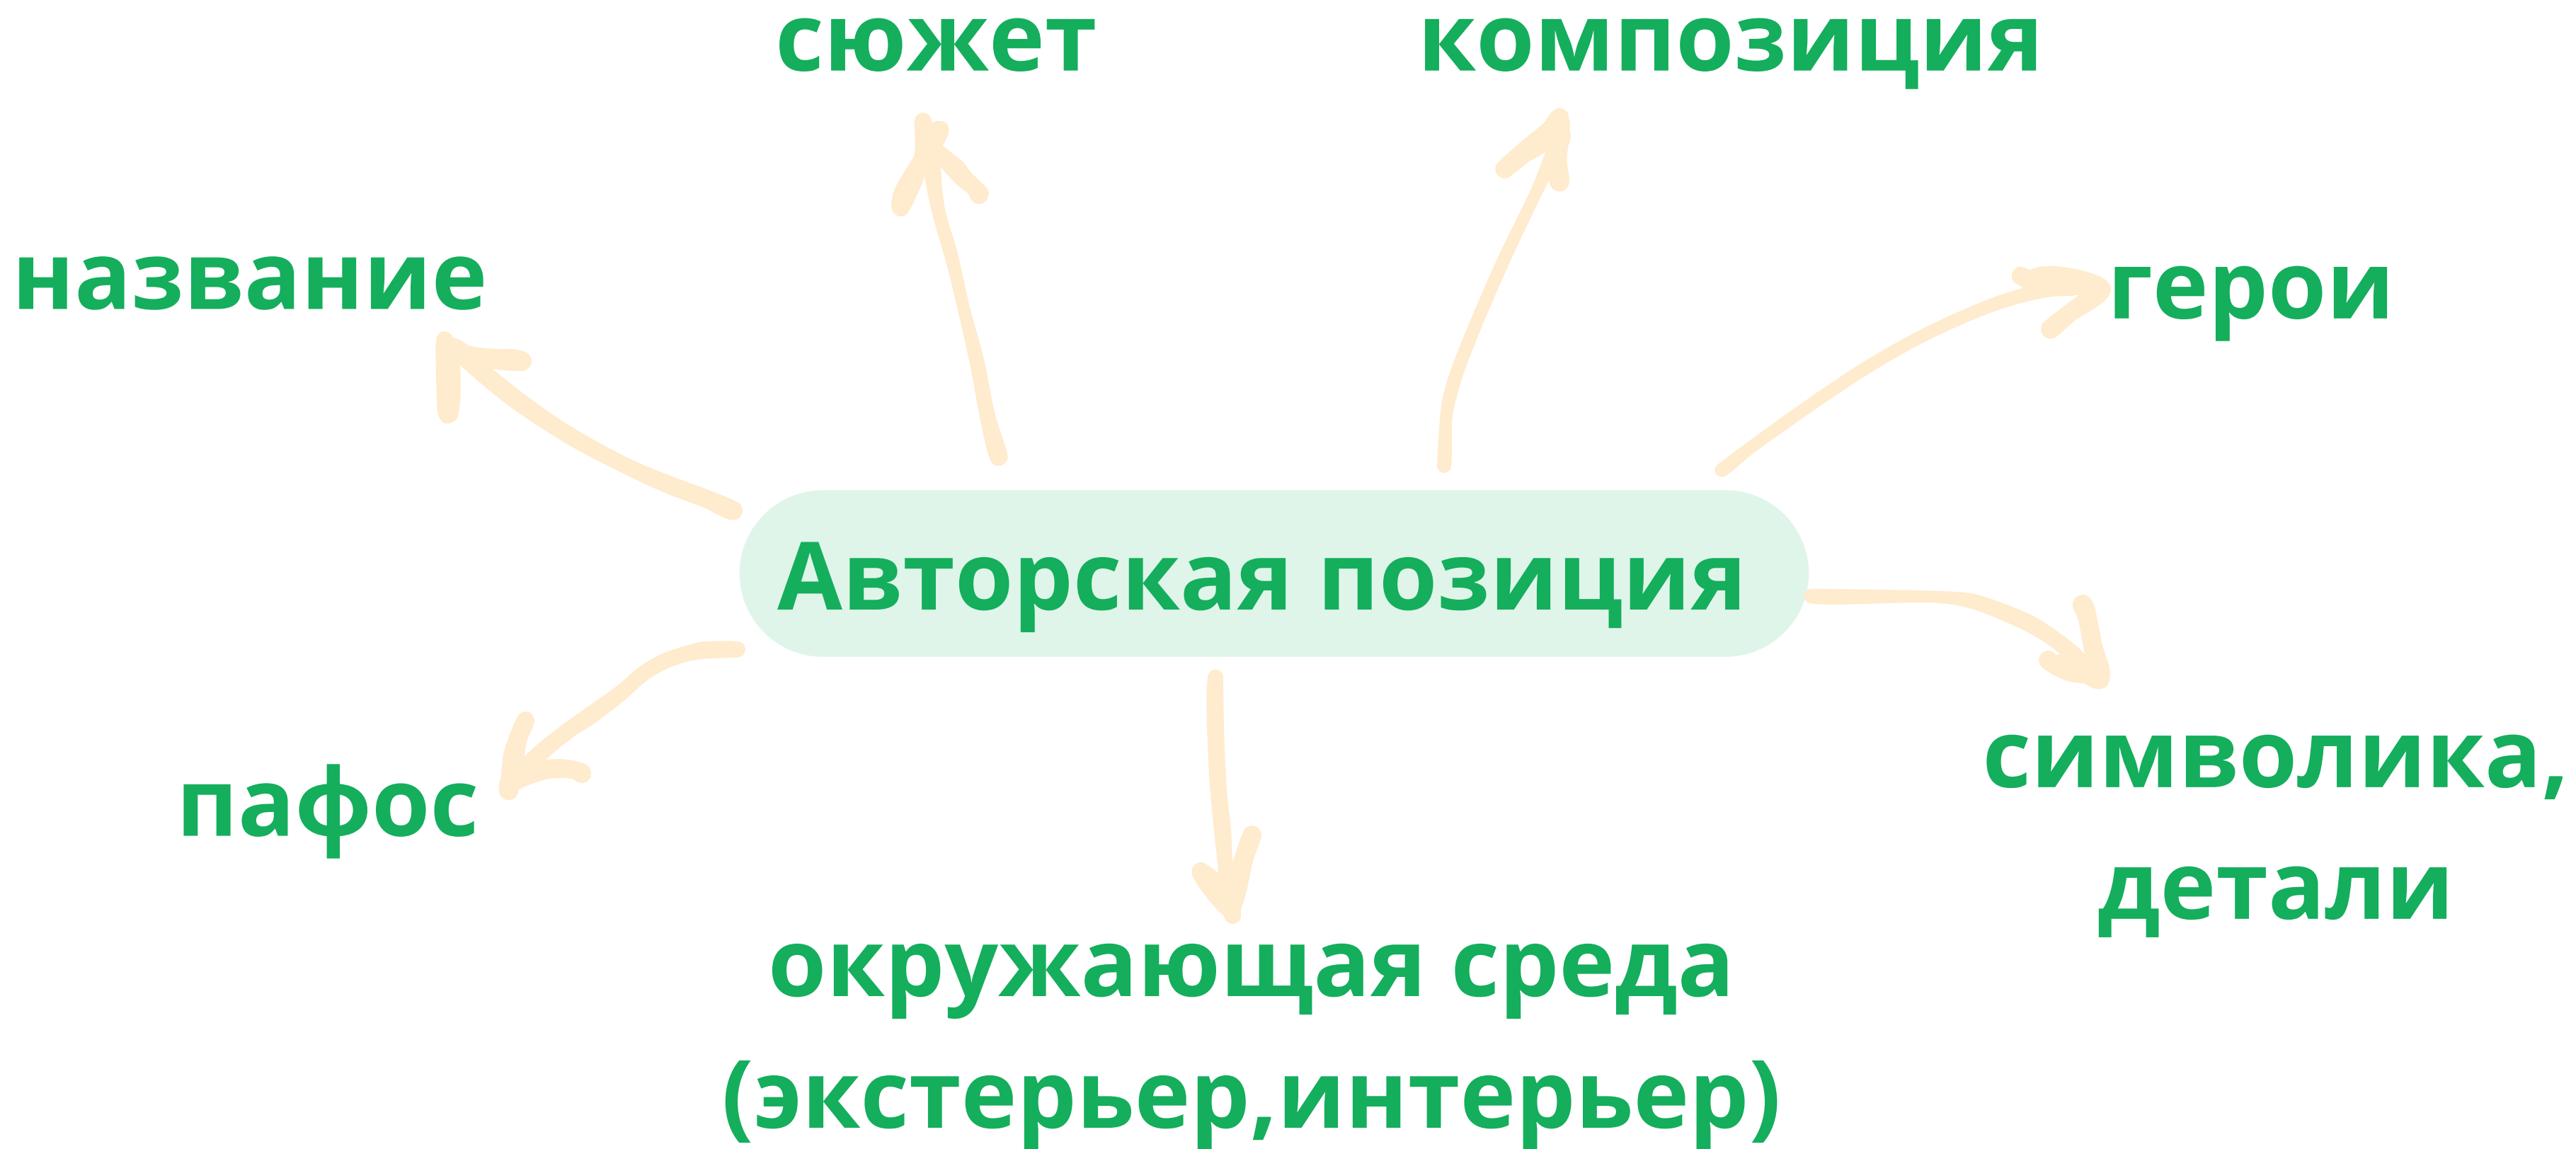 сюжет
композиция
название
герои
Авторская позиция
символика,
детали
пафос
окружающая среда
(экстерьер,интерьер)